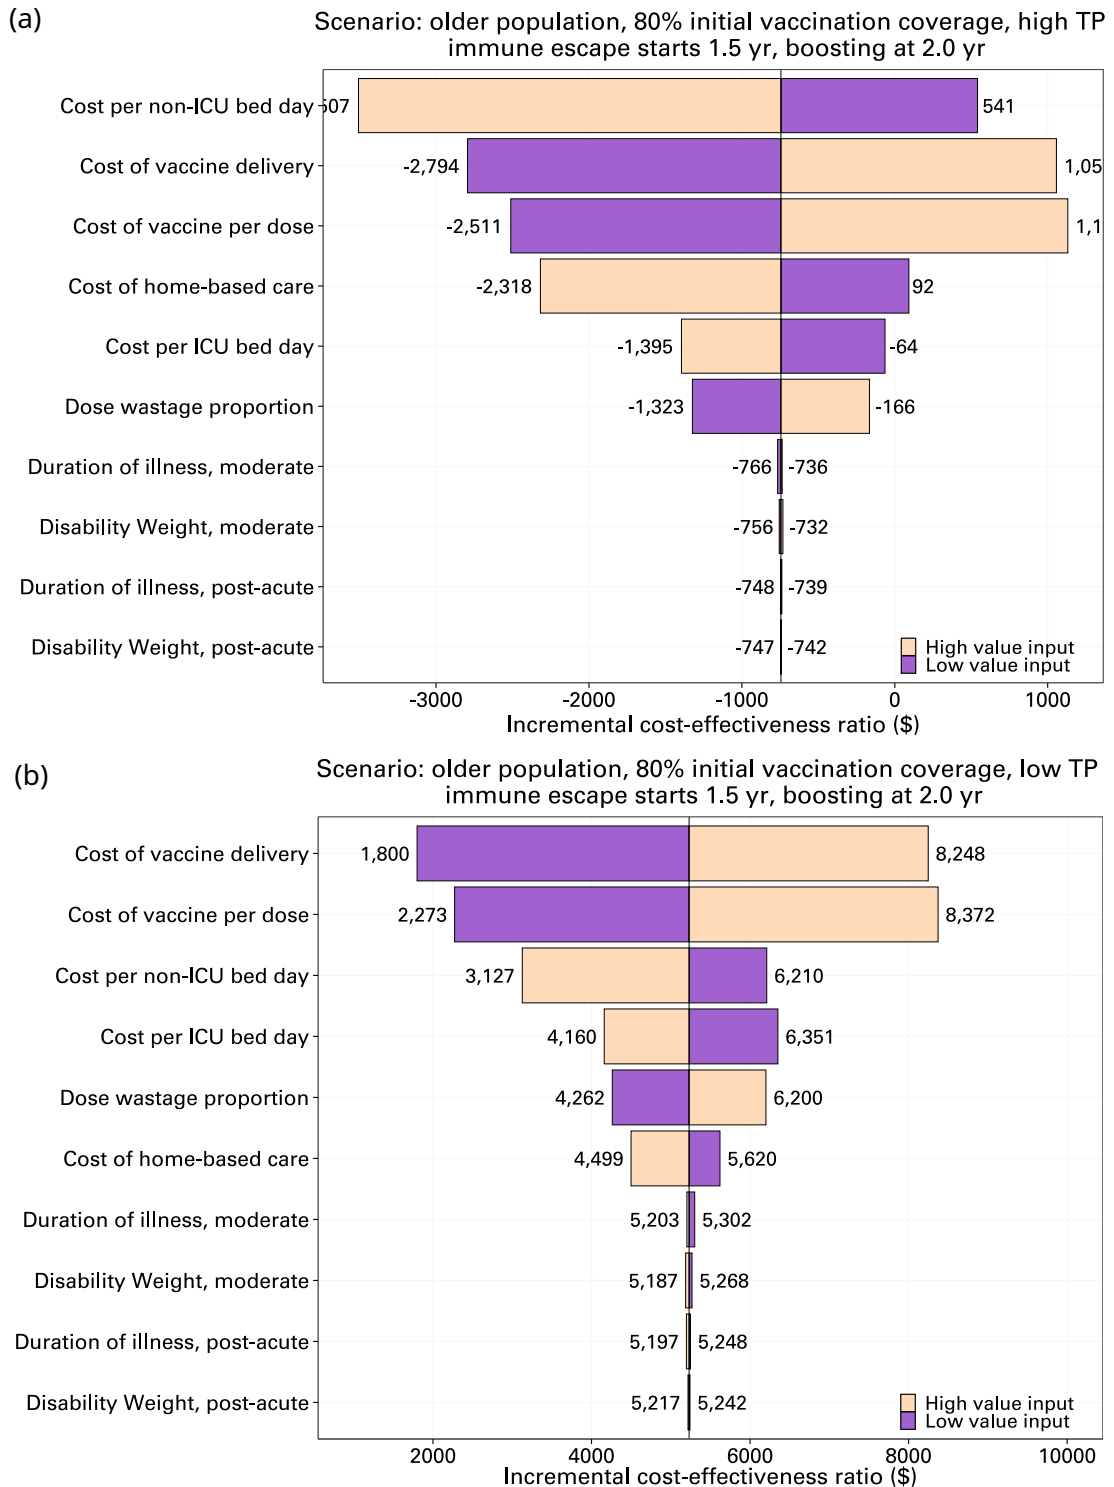 (a)
Scenario: older population, 80% initial vaccination coverage, high TP
immune escape starts 1.5 yr, boosting at 2.0 yr
Cost per non-ICU bed day 507 541
Cost of vaccine delivery -2,794 1,05
Cost of vaccine per dose -2,511 1,1
Cost of home-based care -2,318 92
Cost per ICU bed day -1,395 -64
Dose wastage proportion -1,323 -166
Duration of illness, moderate -766 -736
Disability Weight, moderate -756 -732
Duration of illness, post-acute -748 -739
Disability Weight, post-acute -747 -742
High value input
Low value input
-3000 -2000 -1000 0 1000
Incremental cost-effectiveness ratio ($)
(b)
Scenario: older population, 80% initial vaccination coverage, low TP
immune escape starts 1.5 yr, boosting at 2.0 yr
Cost of vaccine delivery 1,800 8,248
Cost of vaccine per dose 2,273 8,372
Cost per non-ICU bed day 3,127 6,210
Cost per ICU bed day 4,160 6,351
Dose wastage proportion 4,262 6,200
Cost of home-based care 4,499 5,620
Duration of illness, moderate 5,203 5,302
Disability Weight, moderate 5,187 5,268
Duration of illness, post-acute 5,197 5,248
Disability Weight, post-acute 5,217 5,242
High value input
Low value input
2000 4000 6000 8000 10000
Incremental cost-effectiveness ratio ($)